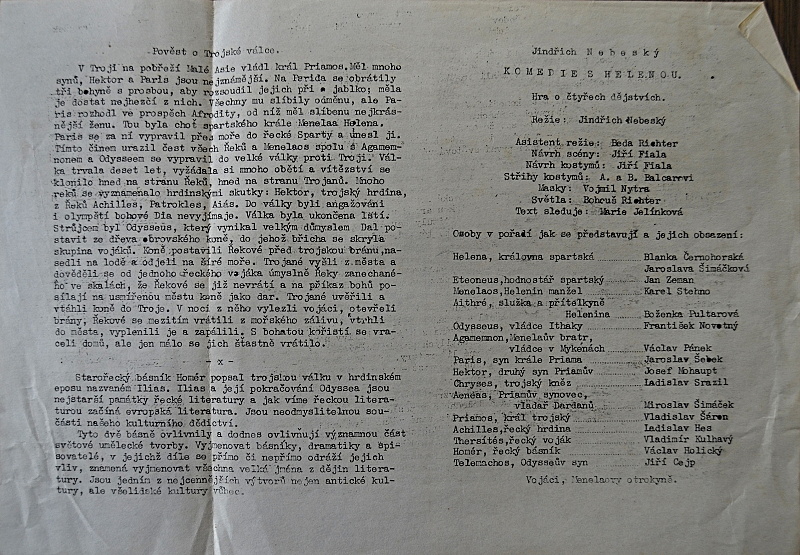 Pověst o Trojské válce.
V Troji na pobřeží Malé Asie vládl král Priamos. Měl mnoho
synů, Hektor a Paris jsou nejznámější. Na Parida se obrátily
tři bohyně s prosbou, aby rozsoudil jejich při o jablko; měla
je dostat nejhezčí z nich. Všechny mu slíbily odměnu, ale Pa-
ris rozhodl ve prospěch Afrodity, od níž měl slíbenu nejkrás-
nější ženu. Tou byla choť spartského krále Menelaa Helena.
Paris se za ní vypravil přes moře do řecké Sparty a unesl ji.
Tímto činem urazil čest všech Řeků a Menelaos spolu s Agamem-
nonem a Odysseem se vypravil do velké války proti Troji. Vál-
ka trvala deset let, vyžádala si mnoho obětí a vítězství se
klonilo hned na stranu Řeků, hned na stranu Trojanů. Mnoho
reků se vyznamenalo hrdinskými skutky: Hektor, trojský hrdina,
z Řeků Achilles, Patrokles, Aiás. Do války byli angažováni
i olympští bohové Dia nevyjímaje. Válka byla ukončena lstí.
Strůjcem byl Odysseus, který vynikal velkým důmyslem. Dal po-
stavit ze dřeva obrovského koně, do jehož břicha se skryla
skupina vojáků. Koně postavili Řekové před trojskou bránu, na-
sedli na lodě a odjeli na širé moře. Trojané vyšli z města a
dověděli se od jednoho řeckého vojáka úmyslně Řeky zanechané-
ho ve skalách, že Řekové se již nevrátí a na příkaz bohů po-
sílají na usmířenou městu koně jako dar. Trojané uvěřili a
vtáhli koně do Troje. V noci z něho vylezli vojáci, otevřeli
brány, Řekové se mezitím vrátili z mořského zálivu, vtrhli
do města, vyplenili je a zapálili. S bohatou kořistí se vra-
celi domů, ale jen málo se jich šťastně vrátilo.
- x -
Starořecký básník Homér popsal trojskou válku v hrdinském
eposu nazvaném Ilias. Ilias a její pokračování Odyssea jsou
nejstarší památky řecké literatury a jak víme řeckou litera-
turou začíná evropská literatura. Jsou neodmyslitelnou sou-
částí našeho kulturního dědictví.
Tyto dvě básně ovlivnily a dodnes ovlivňují významnou část
světové umělecké tvorby. Vyjmenovat básníky, dramatiky a spi-
sovatele, v jejichž díle se přímo či nepřímo odráží jejich
vliv, znamená vyjmenovat všechna velká jména z dějin litera-
tury. Jsou jedním z nejcennějších výtvorů nejen antické kul-
tury, ale všelidské kultury vůbec.
Jindřich Nebeský
KOMEDIE S HELENOU.
Hra o čtyřech dějstvích.
Režie: Jindřich Nebeský
Asistent režie: Beda Richter
Návrh scény: Jiří Fiala
Návrh kostymů: Jiří Fiala
Střihy kostymů: A. a B. Balcarovi
Masky: Vojmil Nytra
Světla: Bohouš Richter
Text sleduje: Marie Jelínková
Osoby v pořadí jak se představují a jejich obsazení:
Helena, královna spartská Blanka Černohorská
Jaroslava Šimáčková
Eteoneus, hodnostář spartský Jan Zeman
Menelaos, Helenin manžel Karel Stehno
Aithré, služka a přítelkyně
Helenina Boženka Pultarová
Odysseus, vládce Ithaky František Novotný
Agamemnon, Menelaův bratr,
vládce v Mykénách Václav Pánek
Paris, syn krále Priama Jaroslav Šebek
Hektor, druhý syn Priamův Josef Mohaupt
Chryses, trojský kněz Ladislav Srazil
Aeneas, Priamův synovec,
vladař Dardanů Miroslav Šimáček
Priamos, král trojský Vladislav Šáron
Achilles, řecký hrdina Ladislav Hes
Thersités, řecký voják Vladimír Kulhavý
Homér, řecký básník Václav Holický
Telemachos, Odysseův syn Jiří Cejp
Vojáci, Menelaovy otrokyně.